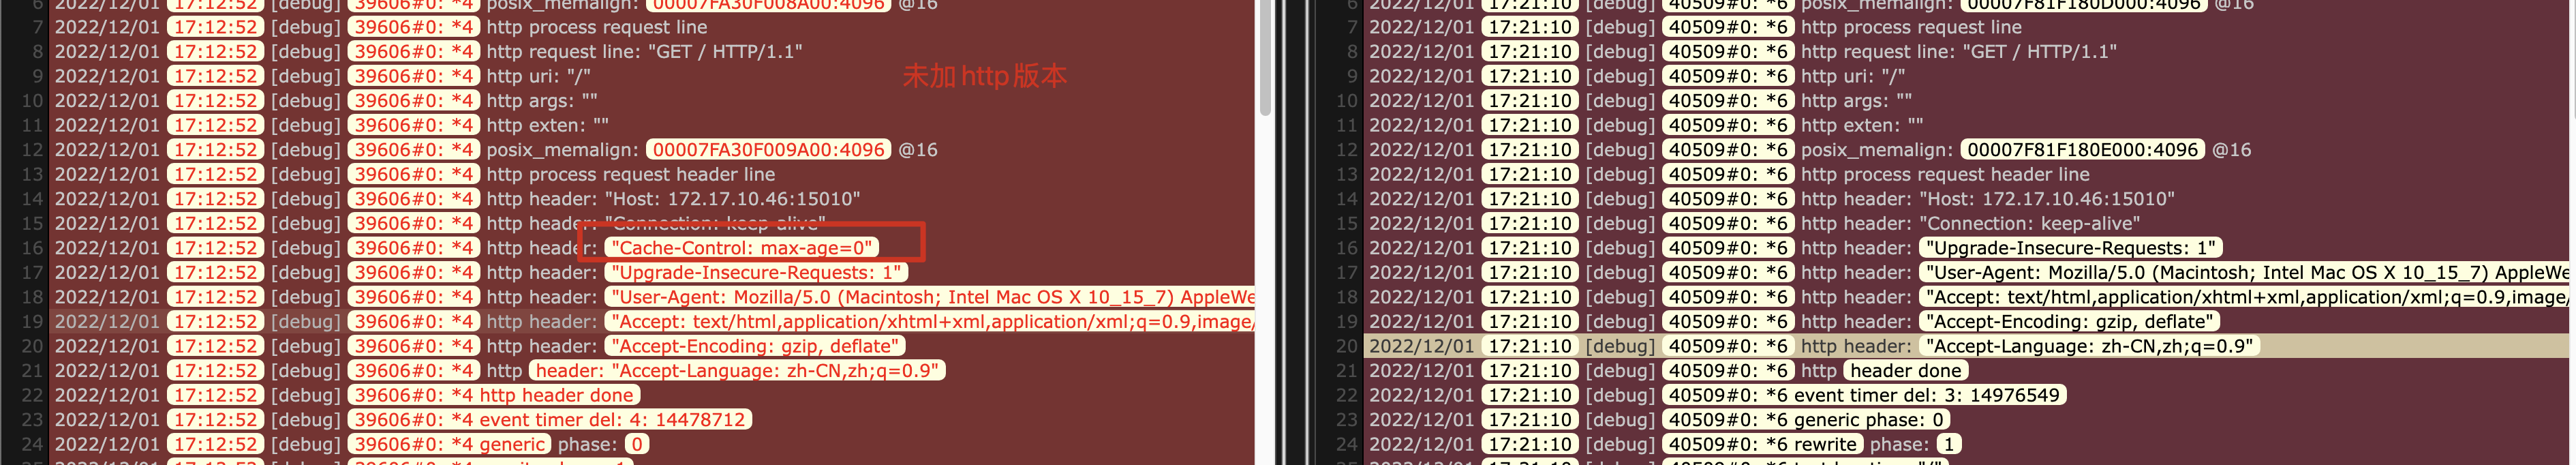 6 2022/12/01 17:12:52 [debug] 39606#0: *4 posix_memalign: 00007FA30F008A00:4096 @16
7 2022/12/01 17:12:52 [debug] 39606#0: *4 http process request line
8 2022/12/01 17:12:52 [debug] 39606#0: *4 http request line: "GET / HTTP/1.1"
9 2022/12/01 17:12:52 [debug] 39606#0: *4 http uri: "/"
未加http版本
10 2022/12/01 17:12:52 [debug] 39606#0: *4 http args: ""
11 2022/12/01 17:12:52 [debug] 39606#0: *4 http exten: ""
12 2022/12/01 17:12:52 [debug] 39606#0: *4 posix_memalign: 00007FA30F009A00:4096 @16
13 2022/12/01 17:12:52 [debug] 39606#0: *4 http process request header line
14 2022/12/01 17:12:52 [debug] 39606#0: *4 http header: "Host: 172.17.10.46:15010"
15 2022/12/01 17:12:52 [debug] 39606#0: *4 http header: "Connection: keep-alive"
16 2022/12/01 17:12:52 [debug] 39606#0: *4 http header: "Cache-Control: max-age=0"
17 2022/12/01 17:12:52 [debug] 39606#0: *4 http header: "Upgrade-Insecure-Requests: 1"
18 2022/12/01 17:12:52 [debug] 39606#0: *4 http header: "User-Agent: Mozilla/5.0 (Macintosh; Intel Mac OS X 10_15_7) AppleWe
19 2022/12/01 17:12:52 [debug] 39606#0: *4 http header: "Accept: text/html,application/xhtml+xml,application/xml;q=0.9,image/
20 2022/12/01 17:12:52 [debug] 39606#0: *4 http header: "Accept-Encoding: gzip, deflate"
21 2022/12/01 17:12:52 [debug] 39606#0: *4 http header: "Accept-Language: zh-CN,zh;q=0.9"
22 2022/12/01 17:12:52 [debug] 39606#0: *4 http header done
23 2022/12/01 17:12:52 [debug] 39606#0: *4 event timer del: 4: 14478712
24 2022/12/01 17:12:52 [debug] 39606#0: *4 generic phase: 0
6 2022/12/01 17:21:10 [debug] 40509#0: *6 posix_memalign: 00007F81F180D000:4096 @16
7 2022/12/01 17:21:10 [debug] 40509#0: *6 http process request line
8 2022/12/01 17:21:10 [debug] 40509#0: *6 http request line: "GET / HTTP/1.1"
9 2022/12/01 17:21:10 [debug] 40509#0: *6 http uri: "/"
10 2022/12/01 17:21:10 [debug] 40509#0: *6 http args: ""
11 2022/12/01 17:21:10 [debug] 40509#0: *6 http exten: ""
12 2022/12/01 17:21:10 [debug] 40509#0: *6 posix_memalign: 00007F81F180E000:4096 @16
13 2022/12/01 17:21:10 [debug] 40509#0: *6 http process request header line
14 2022/12/01 17:21:10 [debug] 40509#0: *6 http header: "Host: 172.17.10.46:15010"
15 2022/12/01 17:21:10 [debug] 40509#0: *6 http header: "Connection: keep-alive"
16 2022/12/01 17:21:10 [debug] 40509#0: *6 http header: "Upgrade-Insecure-Requests: 1"
17 2022/12/01 17:21:10 [debug] 40509#0: *6 http header: "User-Agent: Mozilla/5.0 (Macintosh; Intel Mac OS X 10_15_7) AppleWe
18 2022/12/01 17:21:10 [debug] 40509#0: *6 http header: "Accept: text/html,application/xhtml+xml,application/xml;q=0.9,image/
19 2022/12/01 17:21:10 [debug] 40509#0: *6 http header: "Accept-Encoding: gzip, deflate"
20 2022/12/01 17:21:10 [debug] 40509#0: *6 http header: "Accept-Language: zh-CN,zh;q=0.9"
21 2022/12/01 17:21:10 [debug] 40509#0: *6 http header done
22 2022/12/01 17:21:10 [debug] 40509#0: *6 event timer del: 3: 14976549
23 2022/12/01 17:21:10 [debug] 40509#0: *6 generic phase: 0
24 2022/12/01 17:21:10 [debug] 40509#0: *6 rewrite phase: 1